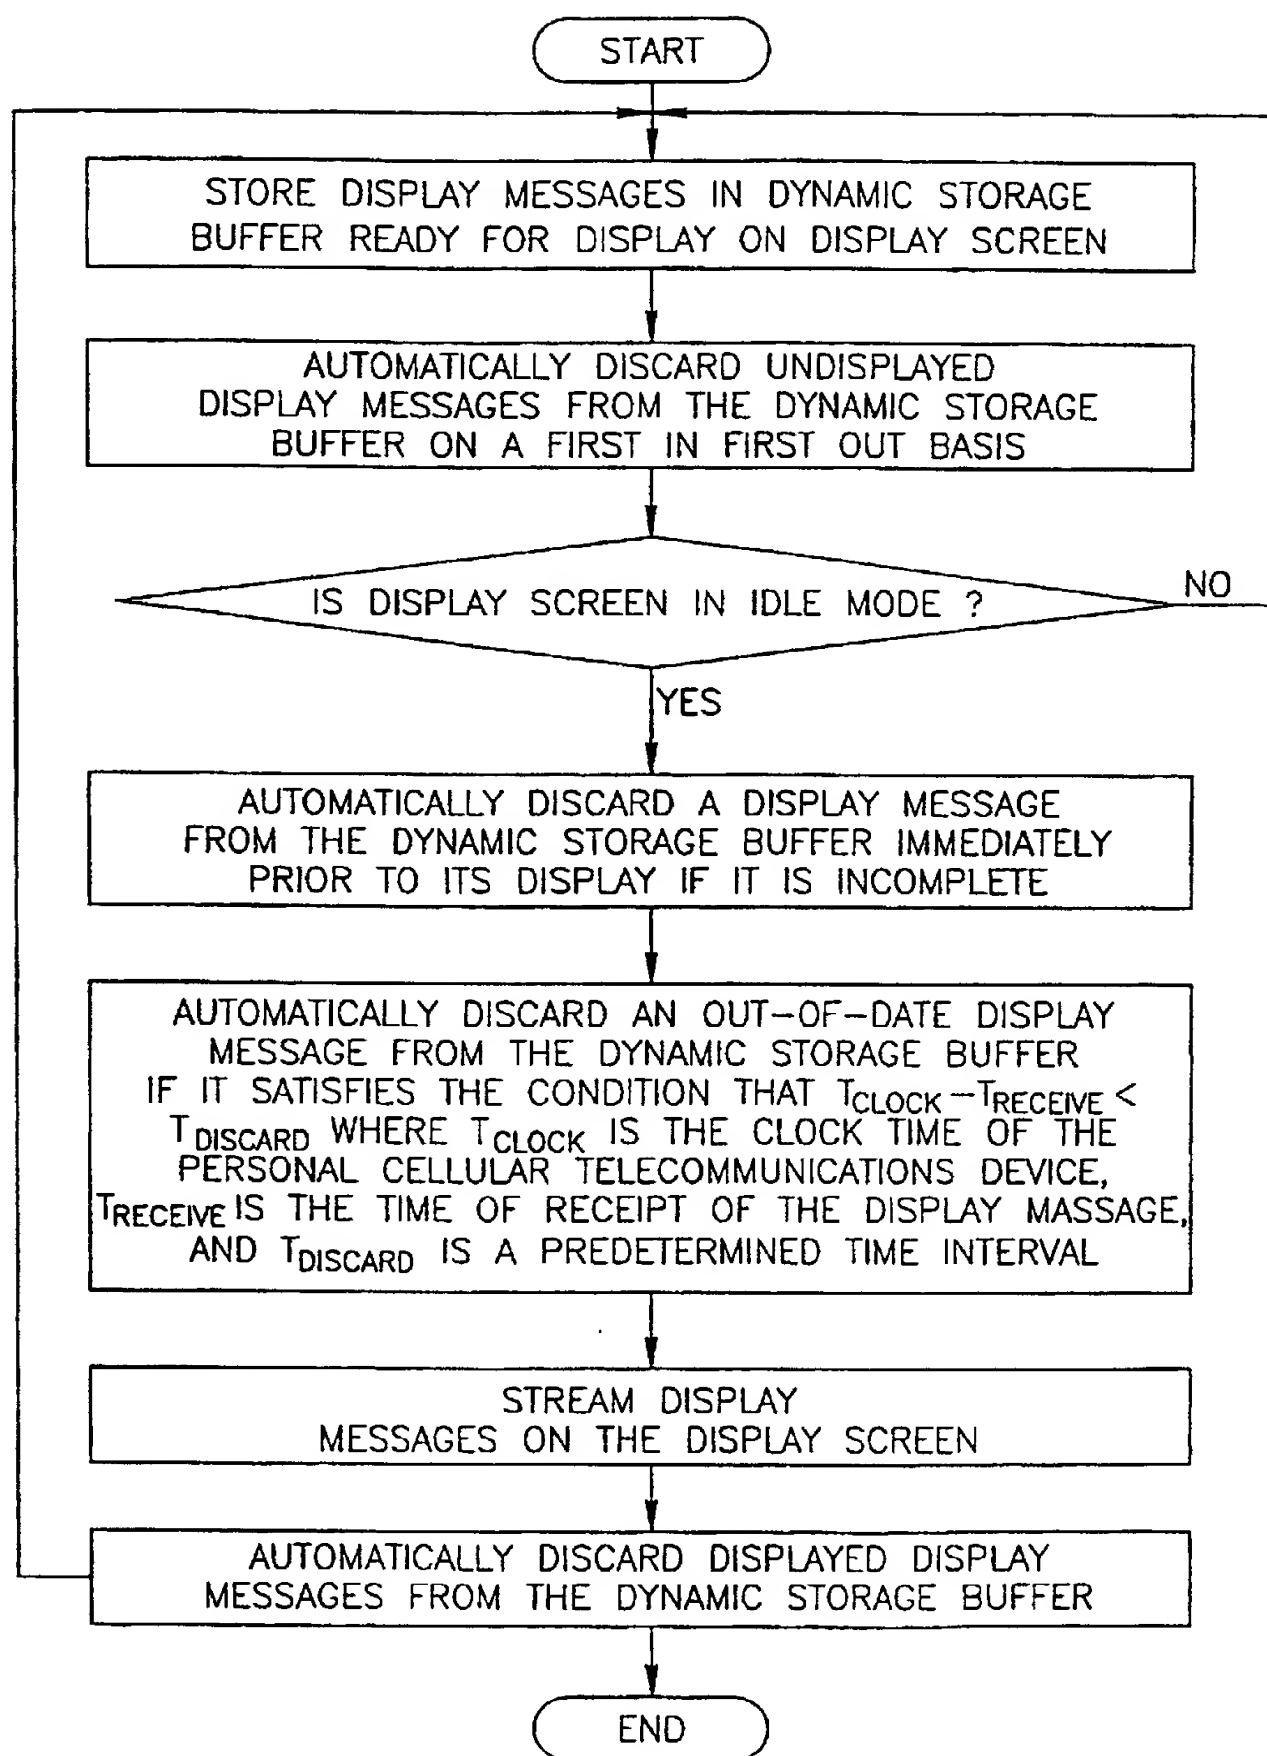 START
STORE DISPLAY MESSAGES IN DYNAMIC STORAGE
BUFFER READY FOR DISPLAY ON DISPLAY SCREEN
AUTOMATICALLY DISCARD UNDISPLAYED
DISPLAY MESSAGES FROM THE DYNAMIC STORAGE
BUFFER ON A FIRST IN FIRST OUT BASIS
IS DISPLAY SCREEN IN IDLE MODE ?
NO
YES
AUTOMATICALLY DISCARD A DISPLAY MESSAGE
FROM THE DYNAMIC STORAGE BUFFER IMMEDIATELY
PRIOR TO ITS DISPLAY IF IT IS INCOMPLETE
AUTOMATICALLY DISCARD AN OUT-OF-DATE DISPLAY
MESSAGE FROM THE DYNAMIC STORAGE BUFFER
IF IT SATISFIES THE CONDITION THAT TCLOCK-TRECEIVE <
TDISCARD WHERE TCLOCK IS THE CLOCK TIME OF THE
PERSONAL CELLULAR TELECOMMUNICATIONS DEVICE,
TRECEIVE IS THE TIME OF RECEIPT OF THE DISPLAY MASSAGE,
AND TDISCARD IS A PREDETERMINED TIME INTERVAL
STREAM DISPLAY
MESSAGES ON THE DISPLAY SCREEN
AUTOMATICALLY DISCARD DISPLAYED DISPLAY
MESSAGES FROM THE DYNAMIC STORAGE BUFFER
END